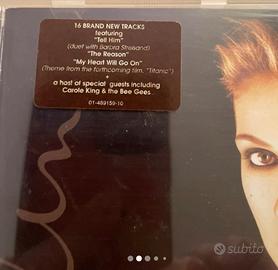 16 BRAND NEW TRACKS
featuring
"Tell Him"
(duet with Barbra Streisand)
"The Reason"
"My Heart Will Go On"
(Theme from the forthcoming film, "Titanic")
*
a host of special guests including
Carole King & the Bee Gees
01-489159-10
subito